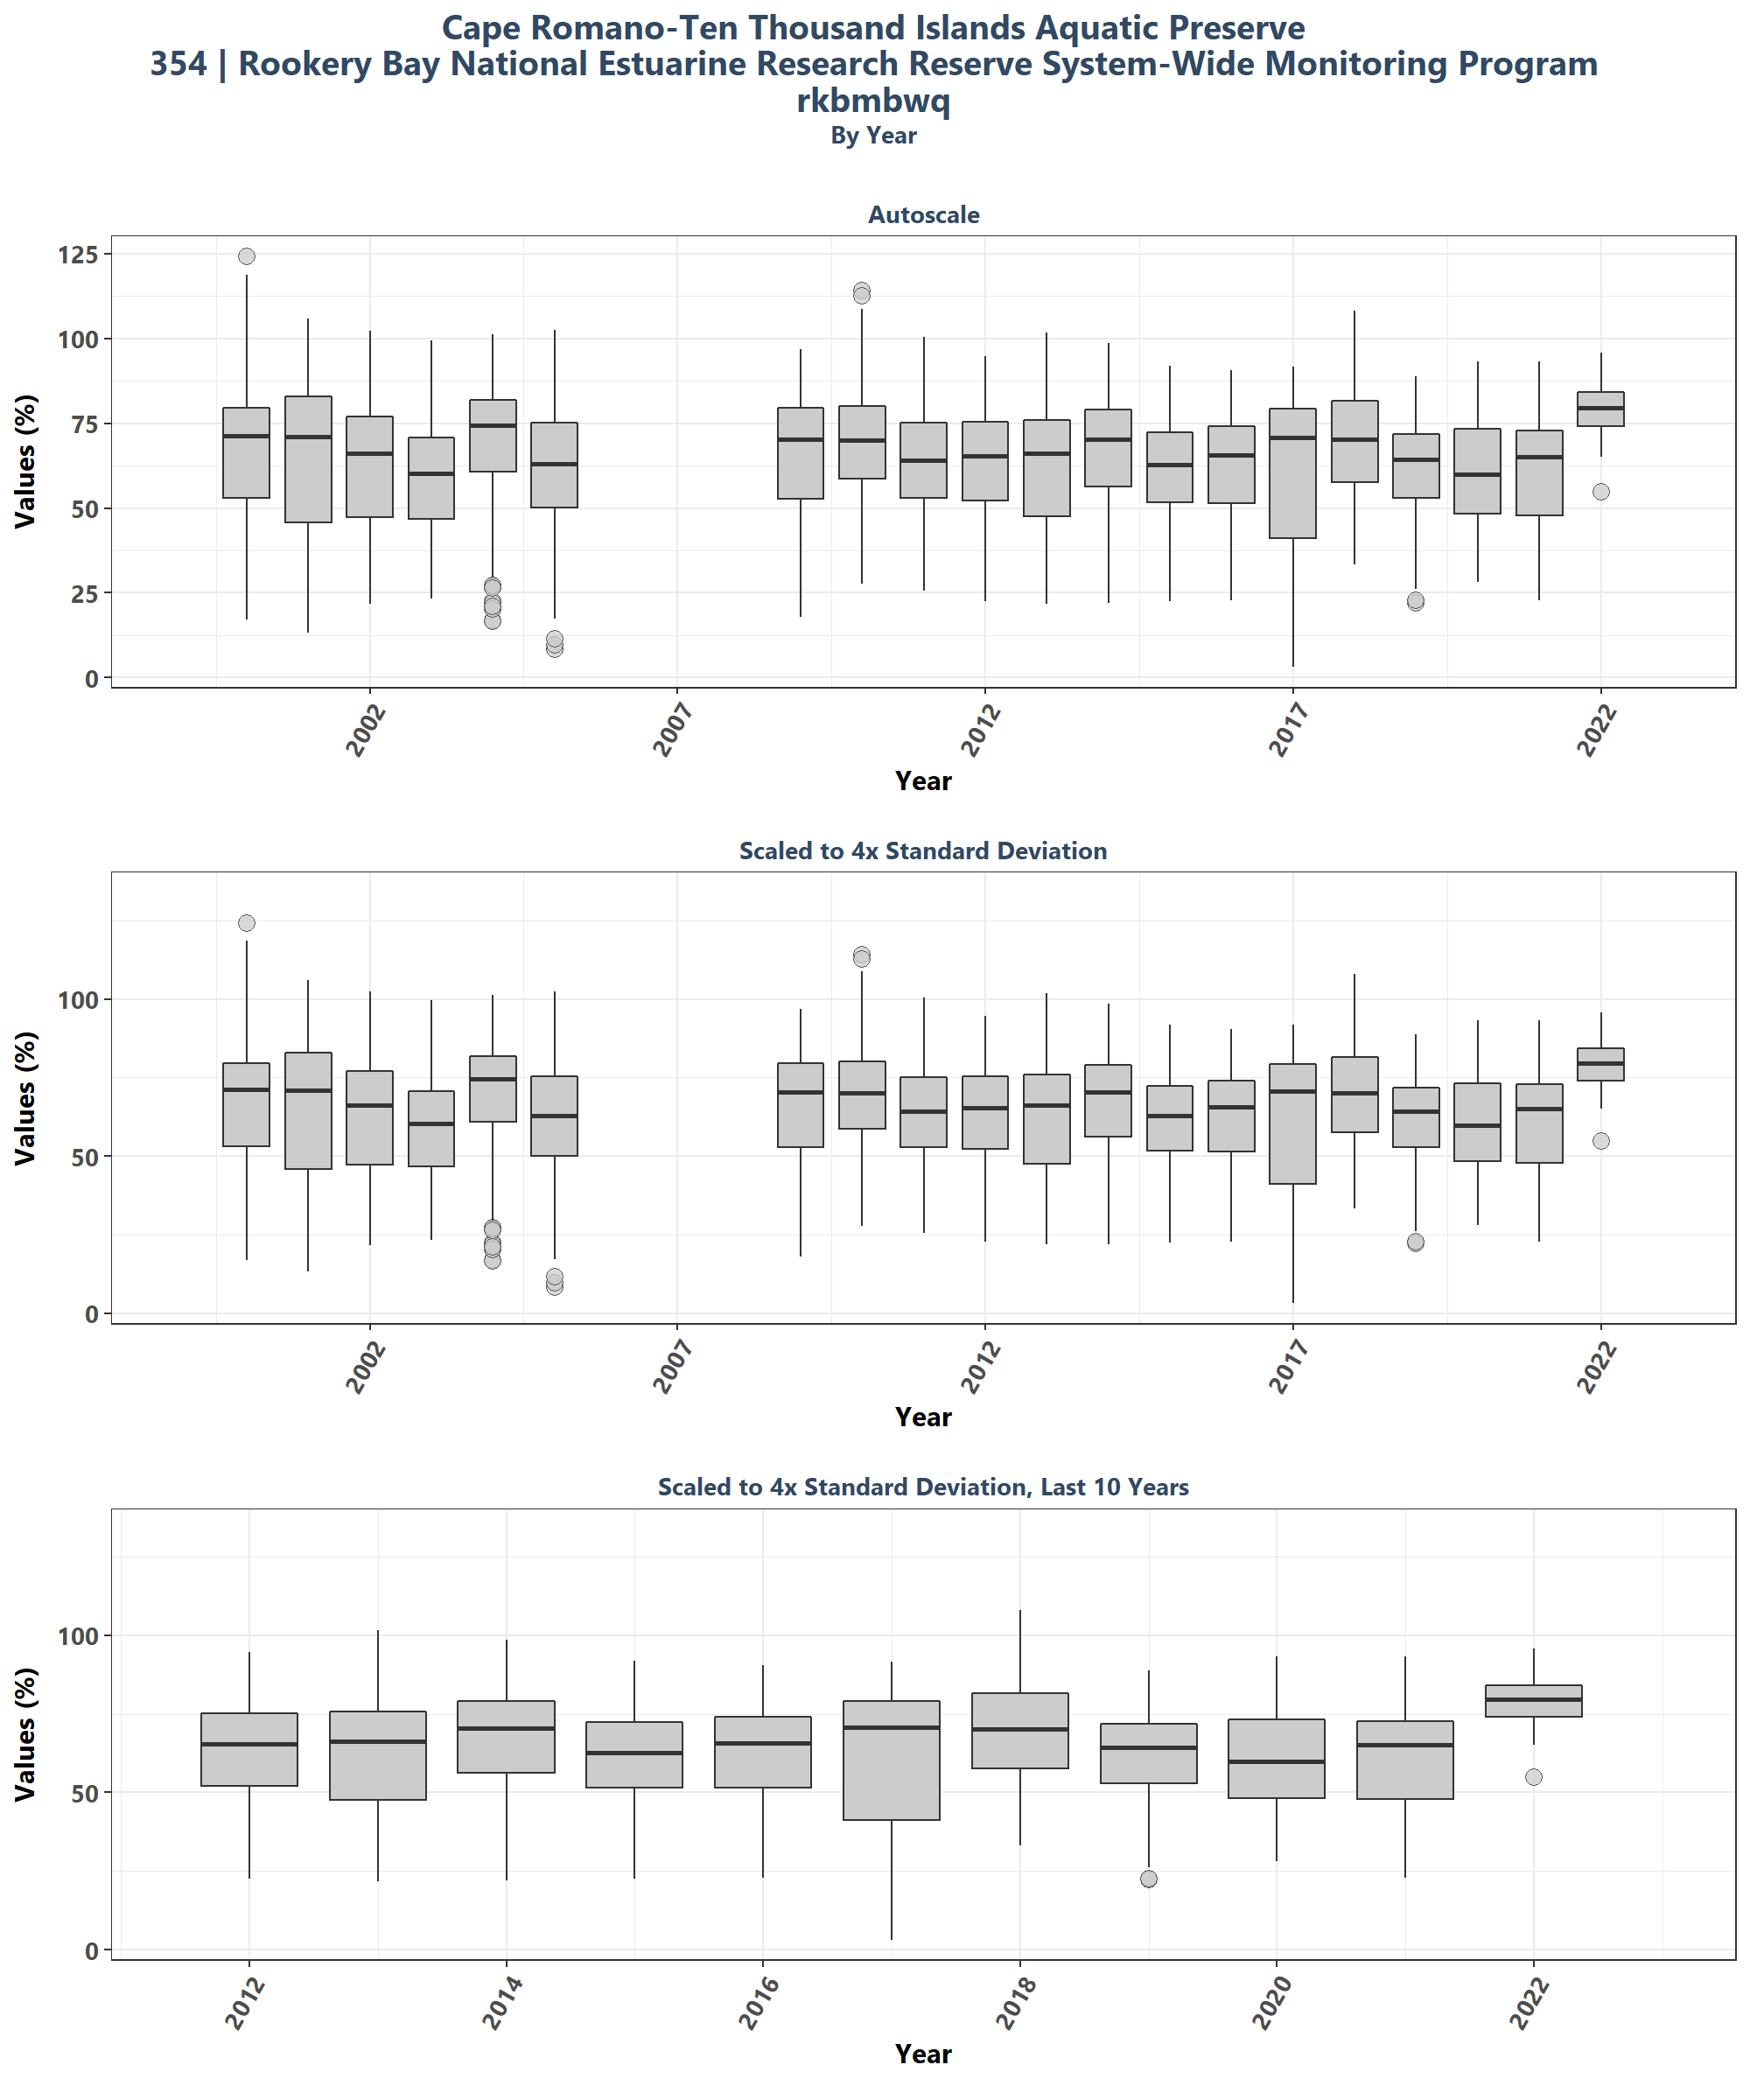 Cape Romano-Ten Thousand Islands Aquatic Preserve
354 | Rookery Bay National Estuarine Research Reserve System-Wide Monitoring Program
rkbmbwq
By Year
Autoscale
Values (%)
125
100
75
50
25
0
2002
2007
2012
2017
2022
Year
Scaled to 4x Standard Deviation
Values (%)
100
50
0
2002
2007
2012
2017
2022
Year
Scaled to 4x Standard Deviation, Last 10 Years
Values (%)
100
50
0
2012
2014
2016
2018
2020
2022
Year